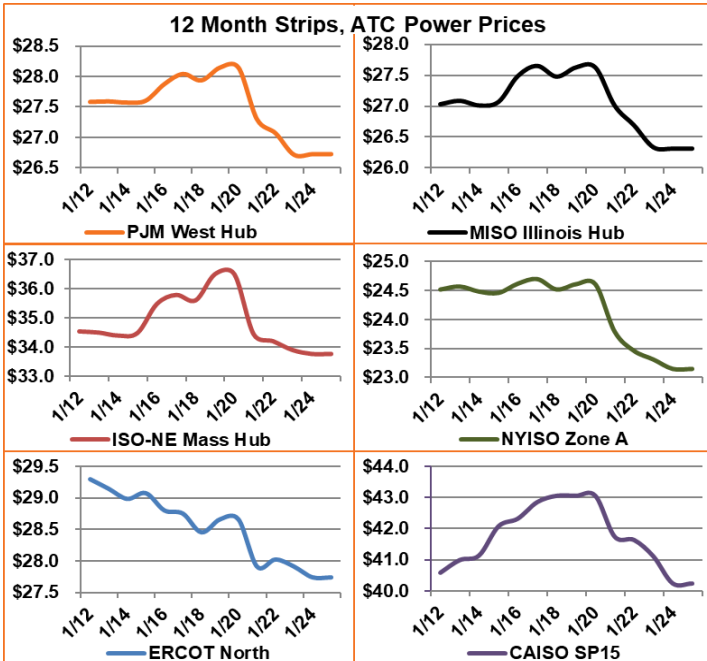 12 Month Strips, ATC Power Prices
$28.5
$28.0
$27.5
$27.0
$26.5
1/12 1/14 1/16 1/18 1/20 1/22 1/24
PJM West Hub
$28.0
$27.5
$27.0
$26.5
$26.0
1/12 1/14 1/16 1/18 1/20 1/22 1/24
MISO Illinois Hub
$37.0
$36.0
$35.0
$34.0
$33.0
1/12 1/14 1/16 1/18 1/20 1/22 1/24
ISO-NE Mass Hub
$25.0
$24.5
$24.0
$23.5
$23.0
1/12 1/14 1/16 1/18 1/20 1/22 1/24
NYISO Zone A
$29.5
$29.0
$28.5
$28.0
$27.5
1/12 1/14 1/16 1/18 1/20 1/22 1/24
ERCOT North
$44.0
$43.0
$42.0
$41.0
$40.0
1/12 1/14 1/16 1/18 1/20 1/22 1/24
CAISO SP15